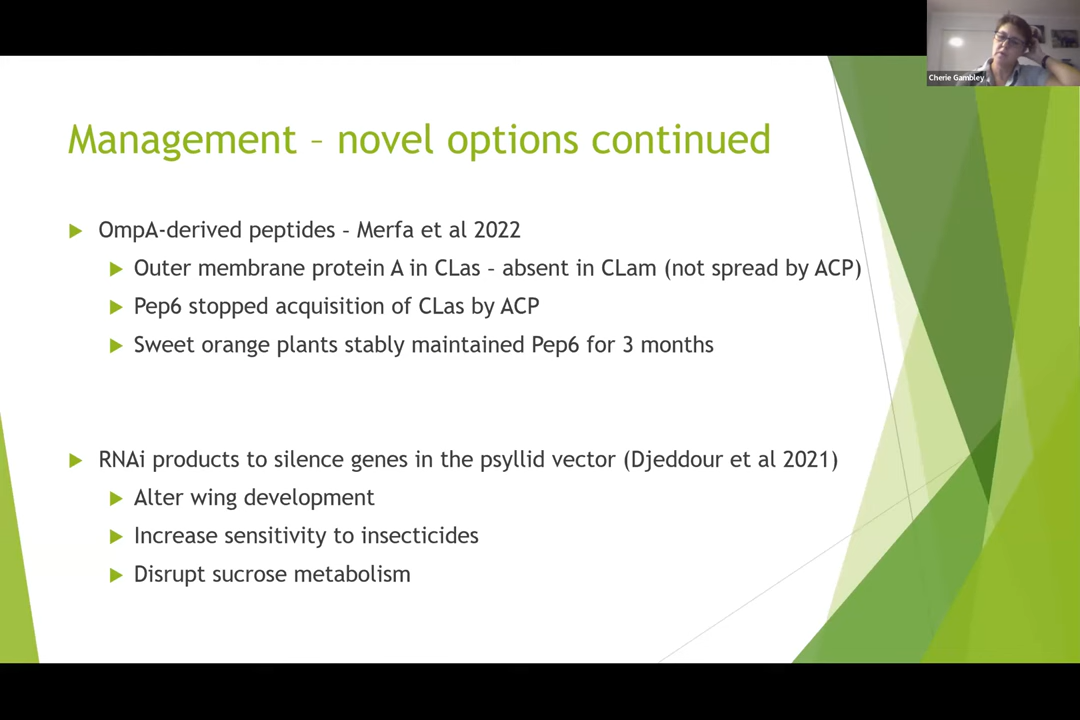 Cherie Gambley
Management – novel options continued
OmpA-derived peptides – Merfa et al 2022
Outer membrane protein A in CLas – absent in CLam (not spread by ACP)
Pep6 stopped acquisition of CLas by ACP
Sweet orange plants stably maintained Pep6 for 3 months
RNAi products to silence genes in the psyllid vector (Djeddour et al 2021)
Alter wing development
Increase sensitivity to insecticides
Disrupt sucrose metabolism